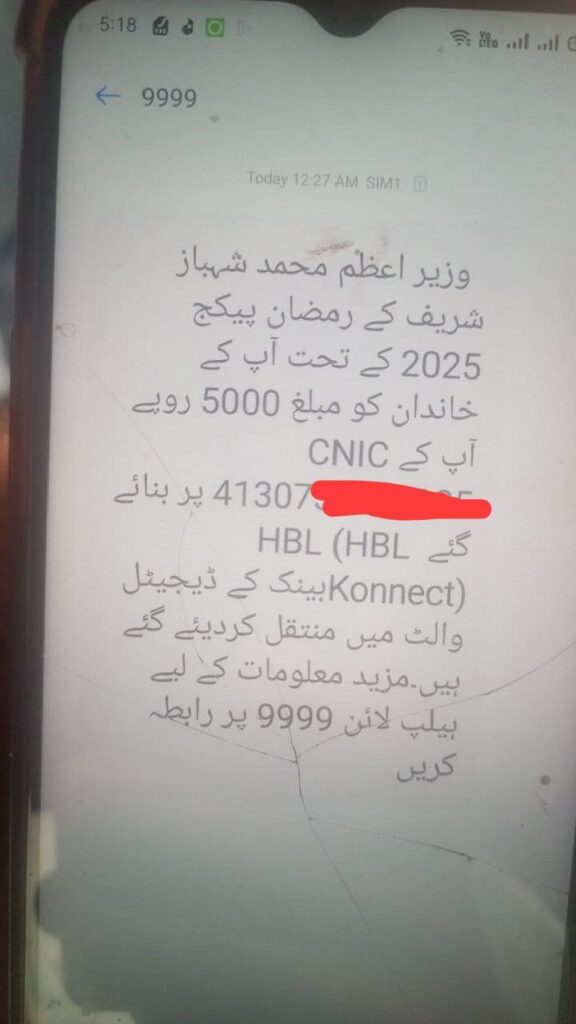 5:18
9999
Today 12:27 AM SIM1 1
وزیر اعظم محمد شہباز
شریف کے رمضان پیکج
2025 کے تحت آپ کے
خاندان کو مبلغ 5000 روپے
آپ کے CNIC
41307 پر بنائے
گئے HBL (HBL
Konnect) بینک کے ڈیجیٹل
والٹ میں منتقل کردیئے گئے
ہیں۔مزید معلومات کے لیے
ہیلپ لائن 9999 پر رابطہ
کریں